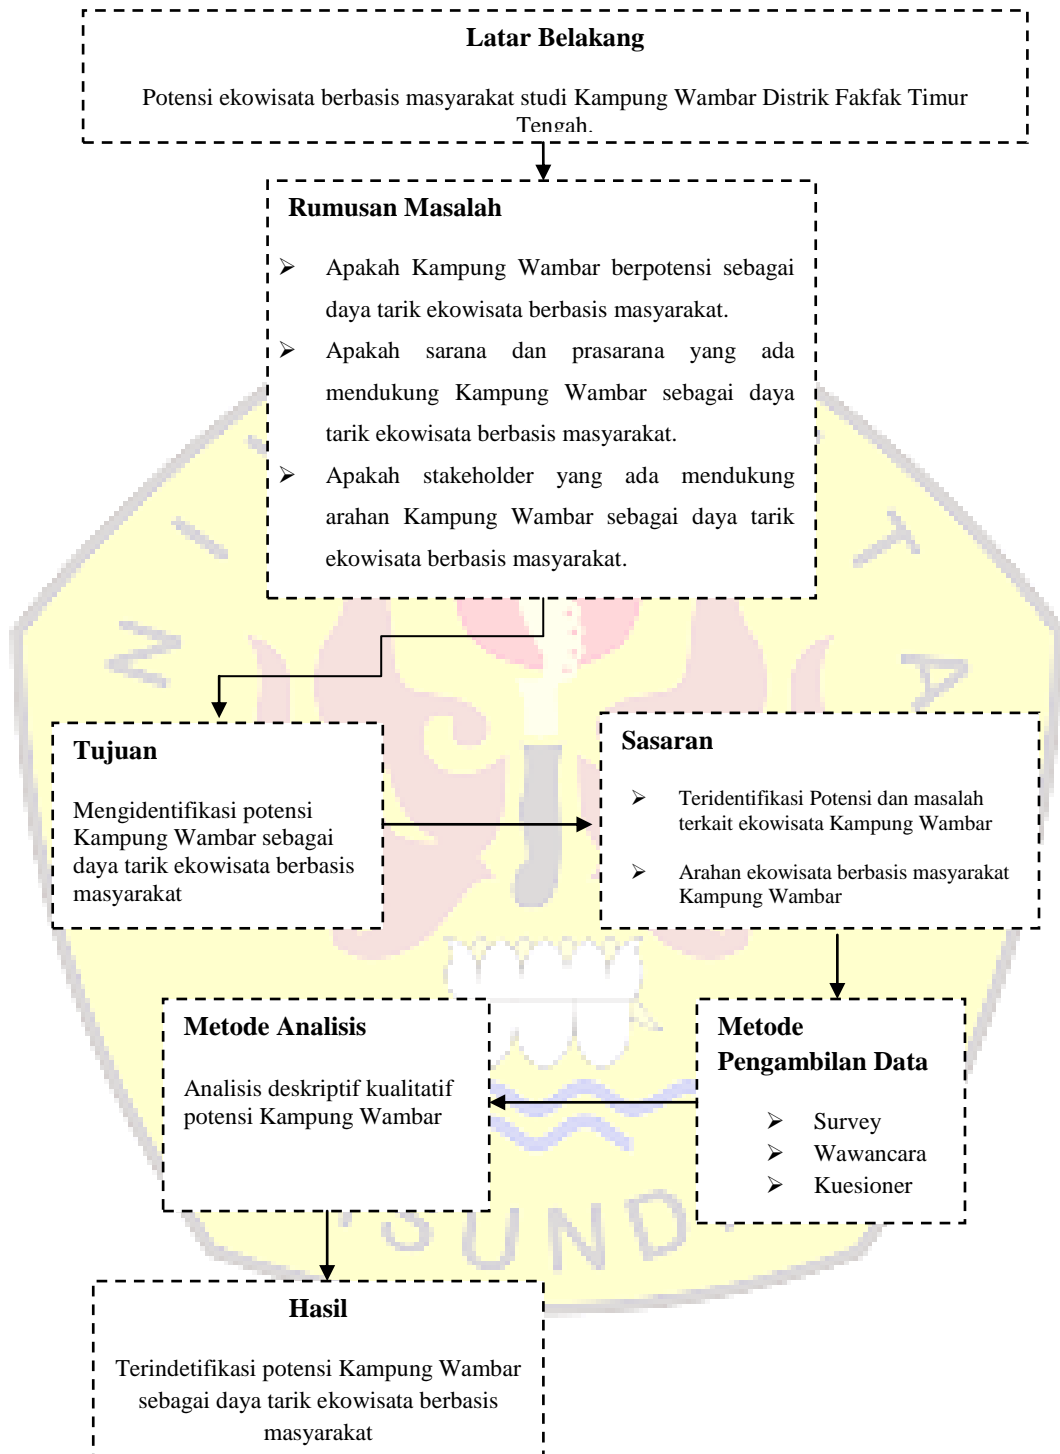 Latar Belakang
Potensi ekowisata berbasis masyarakat studi Kampung Wambar Distrik Fakfak Timur
Tengah.
Rumusan Masalah
➢ Apakah Kampung Wambar berpotensi sebagai
daya tarik ekowisata berbasis masyarakat.
➢ Apakah sarana dan prasarana yang ada
mendukung Kampung Wambar sebagai daya
tarik ekowisata berbasis masyarakat.
➢ Apakah stakeholder yang ada mendukung
arahan Kampung Wambar sebagai daya tarik
ekowisata berbasis masyarakat.
Tujuan
Mengidentifikasi potensi
Kampung Wambar sebagai
daya tarik ekowisata berbasis
masyarakat
Sasaran
➢ Teridentifikasi Potensi dan masalah
terkait ekowisata Kampung Wambar
➢ Arahan ekowisata berbasis masyarakat
Kampung Wambar
Metode Analisis
Analisis deskriptif kualitatif
potensi Kampung Wambar
Metode
Pengambilan Data
➢ Survey
➢ Wawancara
➢ Kuesioner
Hasil
Terindetifikasi potensi Kampung Wambar
sebagai daya tarik ekowisata berbasis
masyarakat